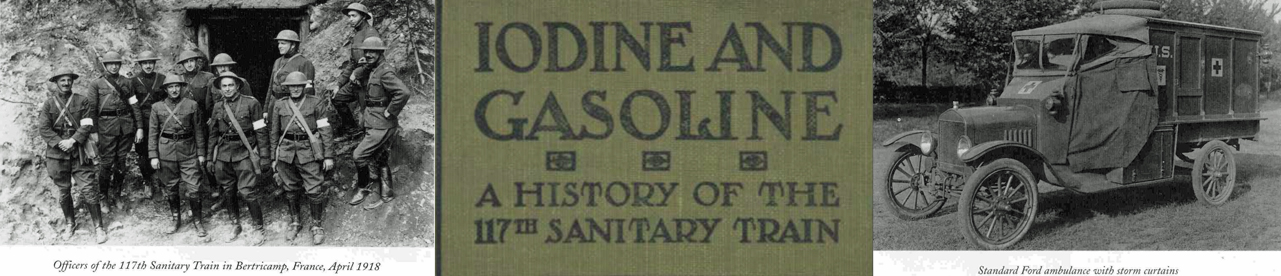 Officers of the 117th Sanitary Train in Bertricamp, France, April 1918
IODINE AND
GASOLINE
A HISTORY OF THE
117TH SANITARY TRAIN
U.S.
Standard Ford ambulance with storm curtains